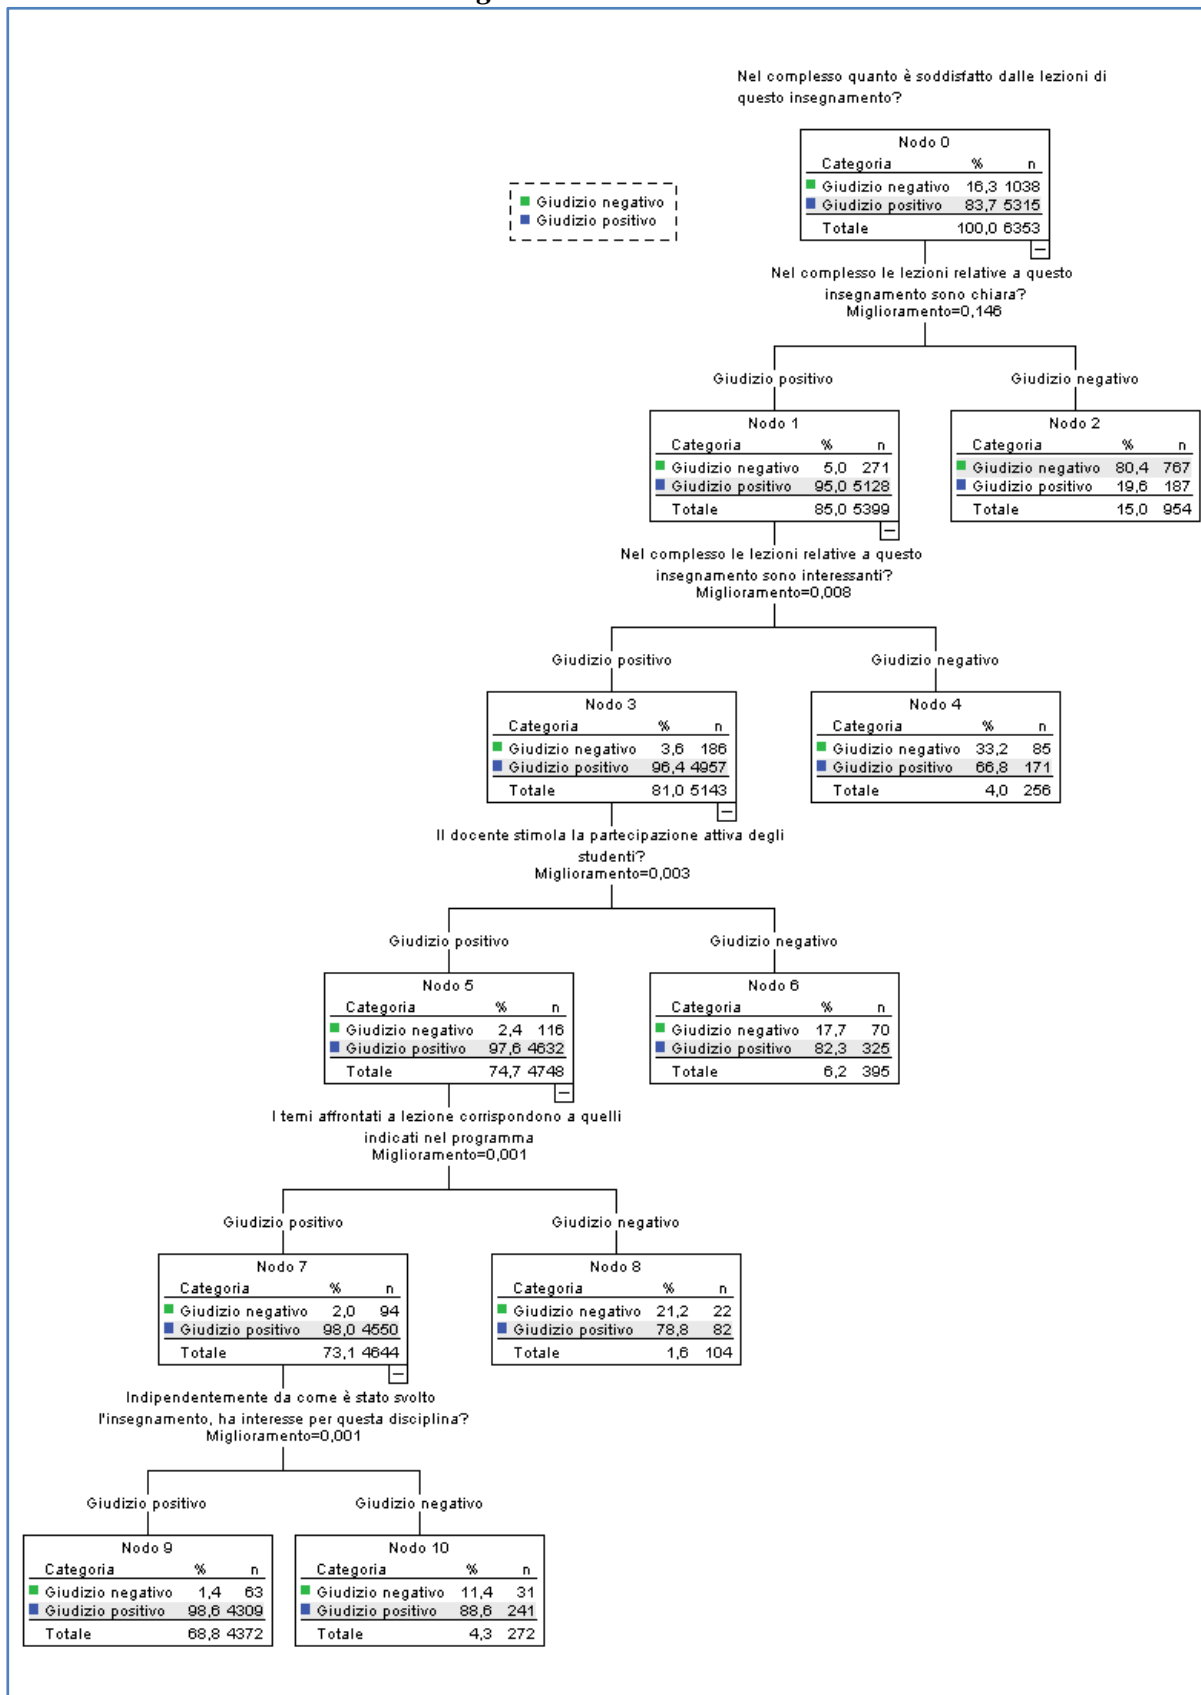 Nel complesso quanto è soddisfatto dalle lezioni di
questo insegnamento?
Nodo 0
Categoria % n
Giudizio negativo 16,3 1038
Giudizio positivo 83,7 5315
Totale 100,0 6353
Giudizio negativo
Giudizio positivo
Nel complesso le lezioni relative a questo
insegnamento sono chiara?
Miglioramento=0,146
Giudizio positivo
Giudizio negativo
Nodo 1
Categoria % n
Giudizio negativo 5,0 271
Giudizio positivo 95,0 5128
Totale 85,0 5399
Nodo 2
Categoria % n
Giudizio negativo 80,4 767
Giudizio positivo 19,6 187
Totale 15,0 954
Nel complesso le lezioni relative a questo
insegnamento sono interessanti?
Miglioramento=0,008
Giudizio positivo
Giudizio negativo
Nodo 3
Categoria % n
Giudizio negativo 3,6 186
Giudizio positivo 96,4 4957
Totale 81,0 5143
Nodo 4
Categoria % n
Giudizio negativo 33,2 85
Giudizio positivo 66,8 171
Totale 4,0 256
Il docente stimola la partecipazione attiva degli
studenti?
Miglioramento=0,003
Giudizio positivo
Giudizio negativo
Nodo 5
Categoria % n
Giudizio negativo 2,4 116
Giudizio positivo 97,6 4632
Totale 74,7 4748
Nodo 6
Categoria % n
Giudizio negativo 17,7 70
Giudizio positivo 82,3 325
Totale 6,2 395
I temi affrontati a lezione corrispondono a quelli
indicati nel programma
Miglioramento=0,001
Giudizio positivo
Giudizio negativo
Nodo 7
Categoria % n
Giudizio negativo 2,0 94
Giudizio positivo 98,0 4550
Totale 73,1 4644
Nodo 8
Categoria % n
Giudizio negativo 21,2 22
Giudizio positivo 78,8 82
Totale 1,6 104
Indipendentemente da come è stato svolto
l'insegnamento, ha interesse per questa disciplina?
Miglioramento=0,001
Giudizio positivo
Giudizio negativo
Nodo 9
Categoria % n
Giudizio negativo 1,4 63
Giudizio positivo 98,6 4309
Totale 68,8 4372
Nodo 10
Categoria % n
Giudizio negativo 11,4 31
Giudizio positivo 88,6 241
Totale 4,3 272